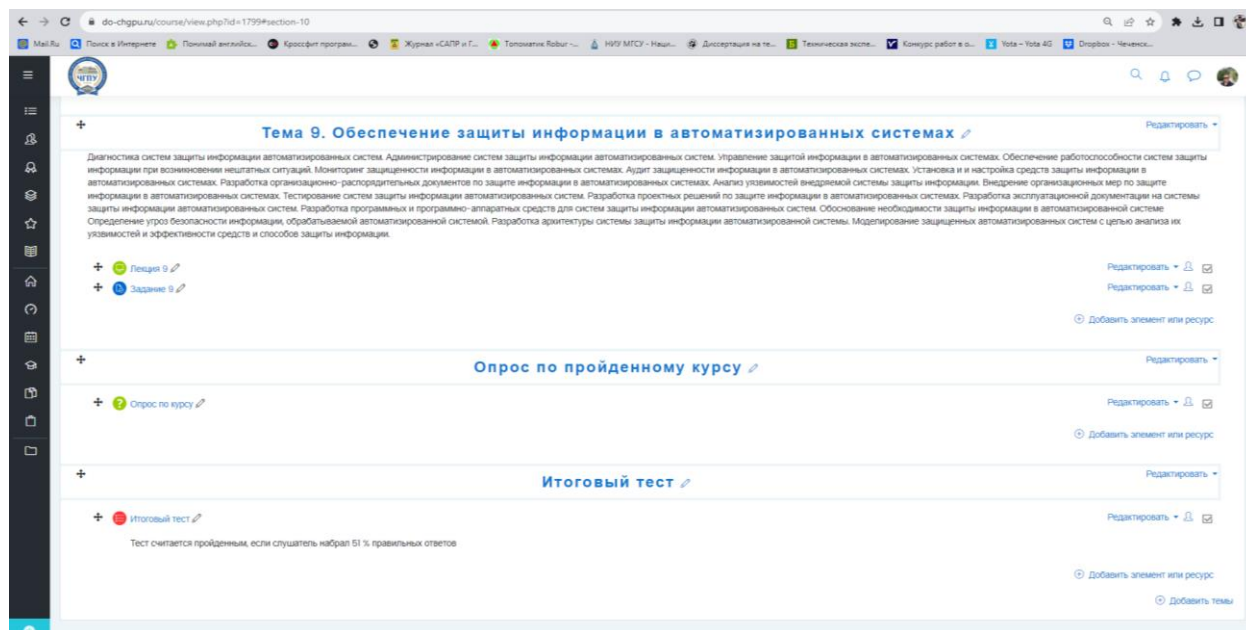 do-chgpu.ru/course/view.php?id=1799#section-10
Mail.Ru Поиск в Интернете Понимай английск... Кроссфит програм... Журнал «САПР и Г... Топоматик Robur -... НИУ МГСУ - Наци... Диссертация на те... Техническая экспе... Конкурс работ в о... Yota – Yota 4G Dropbox - Чеченск...
ЧГПУ
Тема 9. Обеспечение защиты информации в автоматизированных системах
Редактировать
Диагностика систем защиты информации автоматизированных систем. Администрирование систем защиты информации автоматизированных систем. Управление защитой информации в автоматизированных системах. Обеспечение работоспособности систем защиты
информации при возникновении нештатных ситуаций. Мониторинг защищенности информации в автоматизированных системах. Аудит защищенности информации в автоматизированных системах. Установка и и настройка средств защиты информации в
автоматизированных системах. Разработка организационно-распорядительных документов по защите информации в автоматизированных системах. Анализ уязвимостей внедряемой системы защиты информации. Внедрение организационных мер по защите
информации в автоматизированных системах. Тестирование систем защиты информации автоматизированных систем. Разработка проектных решений по защите информации в автоматизированных системах. Разработка эксплуатационной документации на системы
защиты информации автоматизированных систем. Разработка программных и программно-аппаратных средств для систем защиты информации автоматизированных систем. Обоснование необходимости защиты информации в автоматизированной системе
Определение угроз безопасности информации, обрабатываемой автоматизированной системой. Разработка архитектуры системы защиты информации автоматизированной системы. Моделирование защищенных автоматизированных систем с целью анализа их
уязвимостей и эффективности средств и способов защиты информации.
Лекция 9 Редактировать
Задание 9 Редактировать
Добавить элемент или ресурс
Опрос по пройденному курсу
Редактировать
Опрос по курсу Редактировать
Добавить элемент или ресурс
Итоговый тест
Редактировать
Итоговый тест Редактировать
Тест считается пройденным, если слушатель набрал 51 % правильных ответов
Добавить элемент или ресурс
Добавить темы